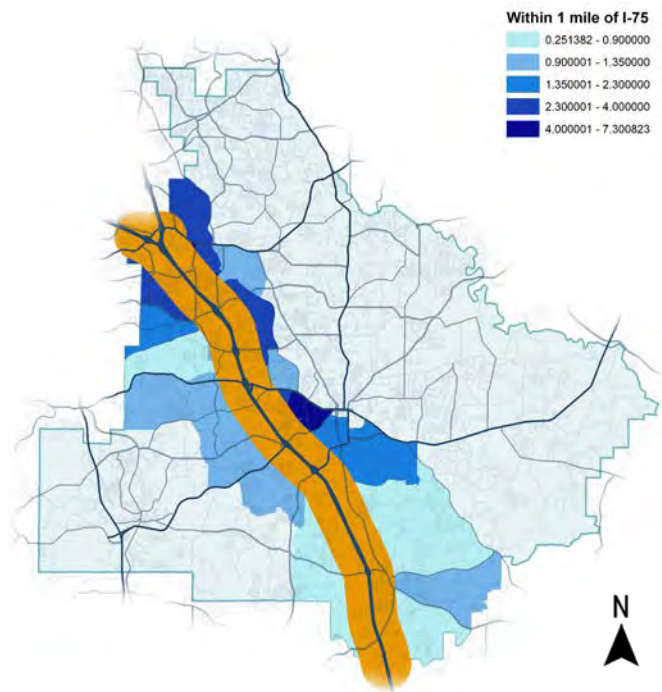 Within 1 mile of I-75
0.251382 - 0.900000
0.900001 - 1.350000
1.350001 - 2.300000
2.300001 - 4.000000
4.000001 - 7.300823
N